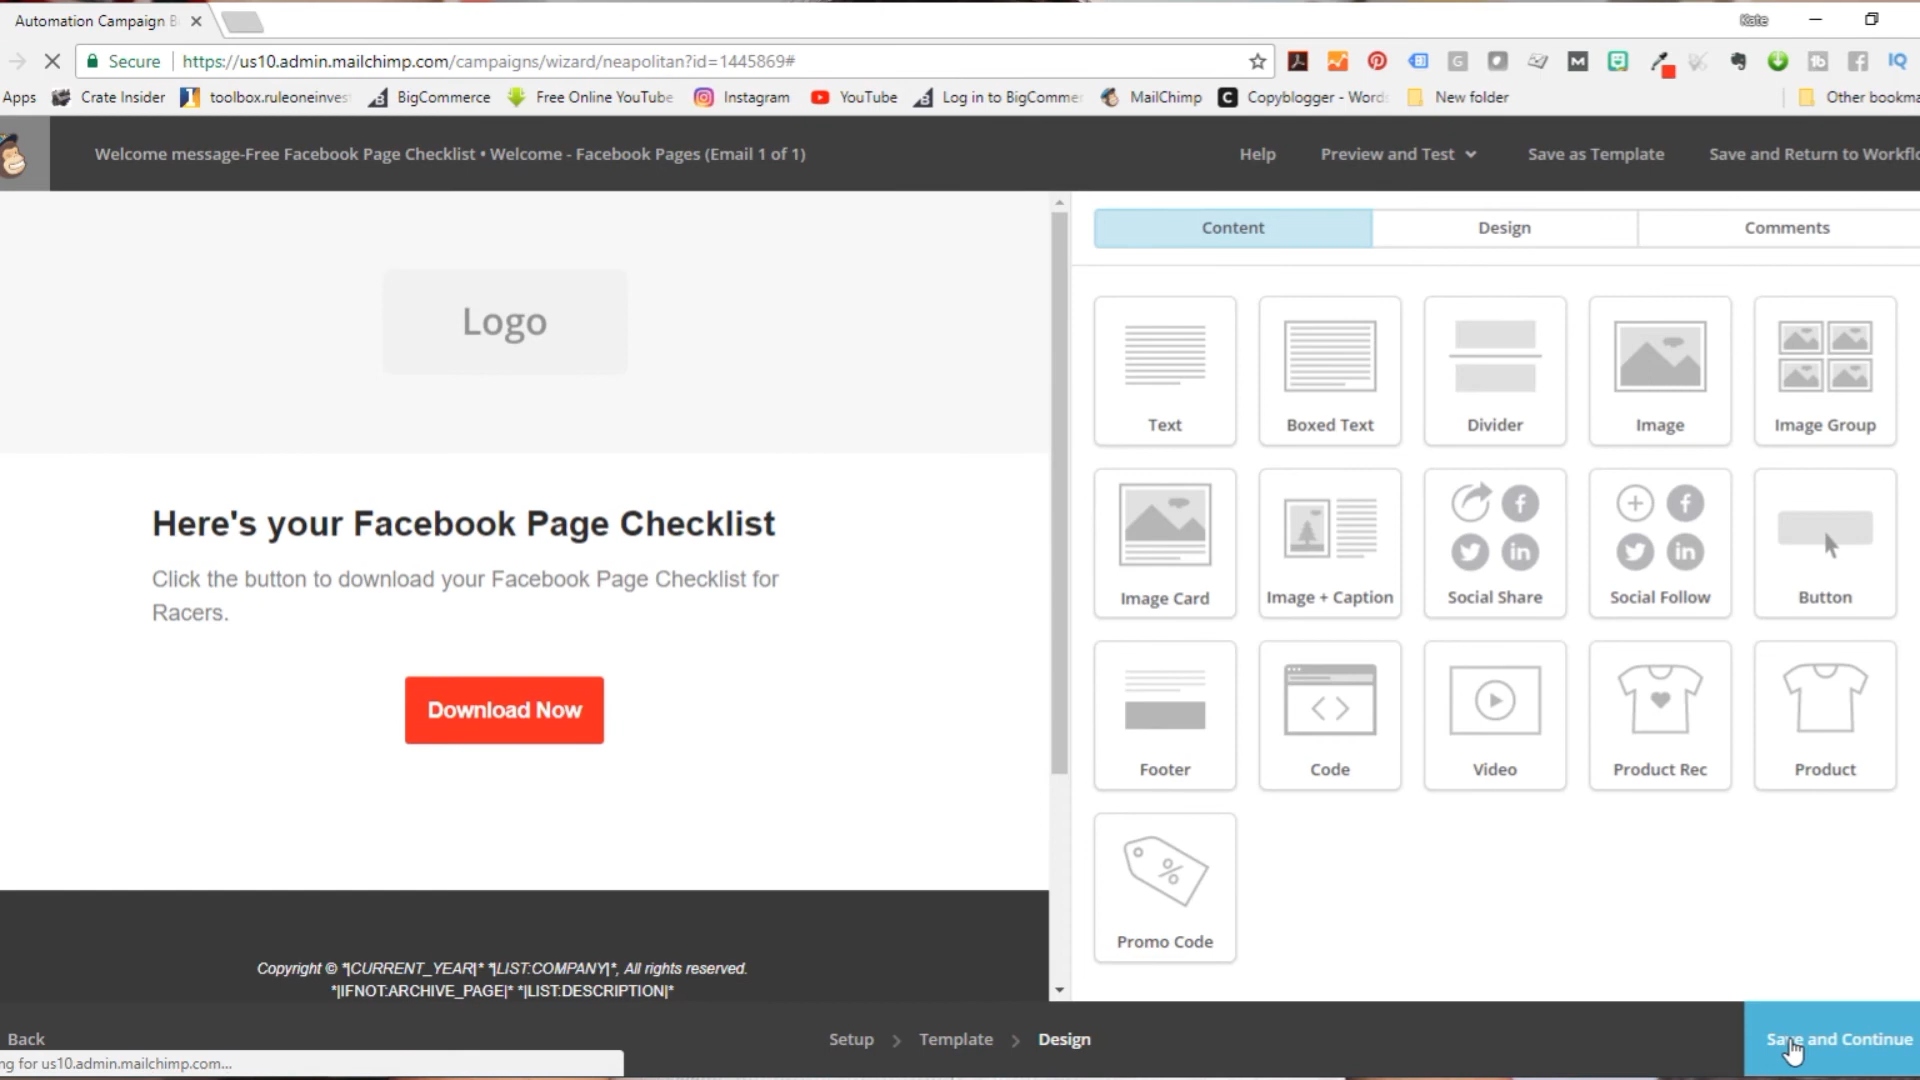 Automation Campaign B
Kate
Secure
https://us10.admin.mailchimp.com/campaigns/wizard/neapolitan?id=1445869#
Apps
Crate Insider
toolbox.ruleoneinves
BigCommerce
Free Online YouTube
Instagram
YouTube
Log in to BigCommer
MailChimp
Copyblogger - Word
New folder
Other bookma
Welcome message-Free Facebook Page Checklist • Welcome - Facebook Pages (Email 1 of 1)
Help
Preview and Test
Save as Template
Save and Return to Workflo
Content
Design
Comments
Logo
Text
Boxed Text
Divider
Image
Image Group
Here's your Facebook Page Checklist
Click the button to download your Facebook Page Checklist for
Racers.
Download Now
Image Card
Image + Caption
Social Share
Social Follow
Button
Footer
Code
Video
Product Rec
Product
Promo Code
Copyright © *|CURRENT_YEAR|* *|LIST:COMPANY|*, All rights reserved.
*|IFNOT:ARCHIVE_PAGE|* *|LIST:DESCRIPTION|*
Back
Setup
Template
Design
Save and Continue
ng for us10.admin.mailchimp.com...